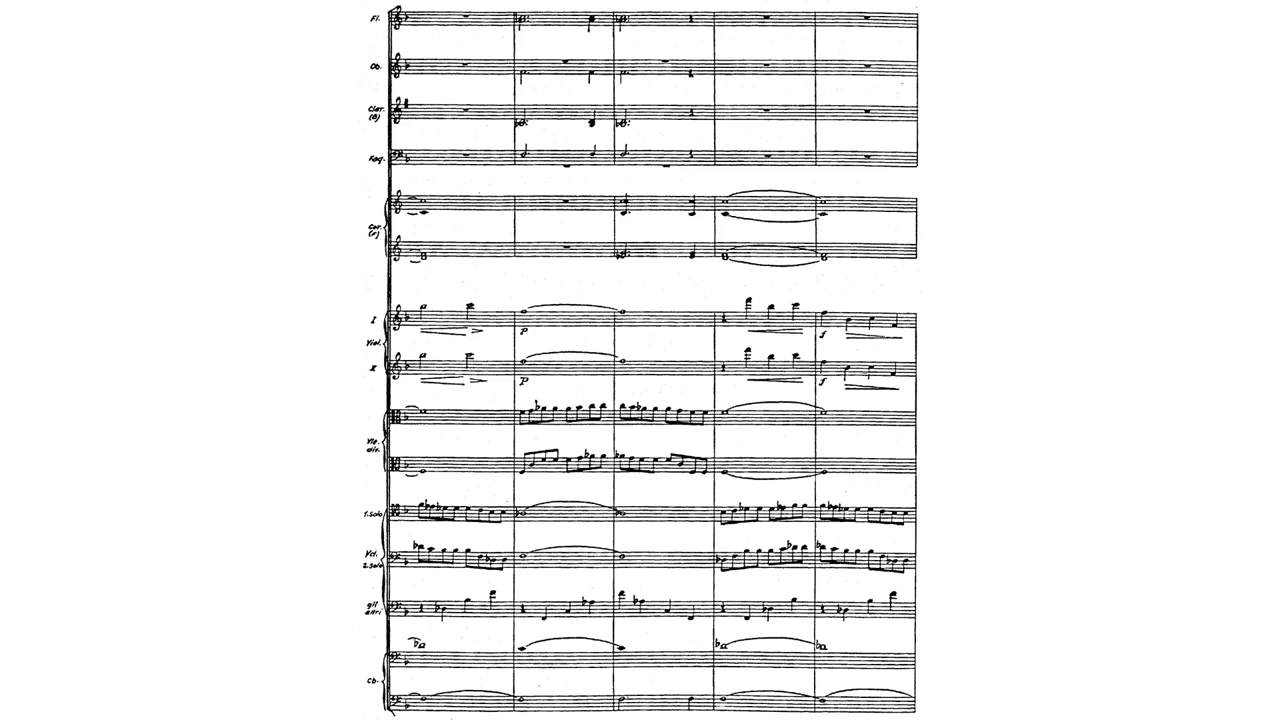 Fl.
Ob.
Clar.
(B)
Fag.
Cor.
(F)
I
Viol.
II
p
f
p
f
Vle.
div.
1. Solo
Vcl.
2. Solo
gli
altri
Cb.